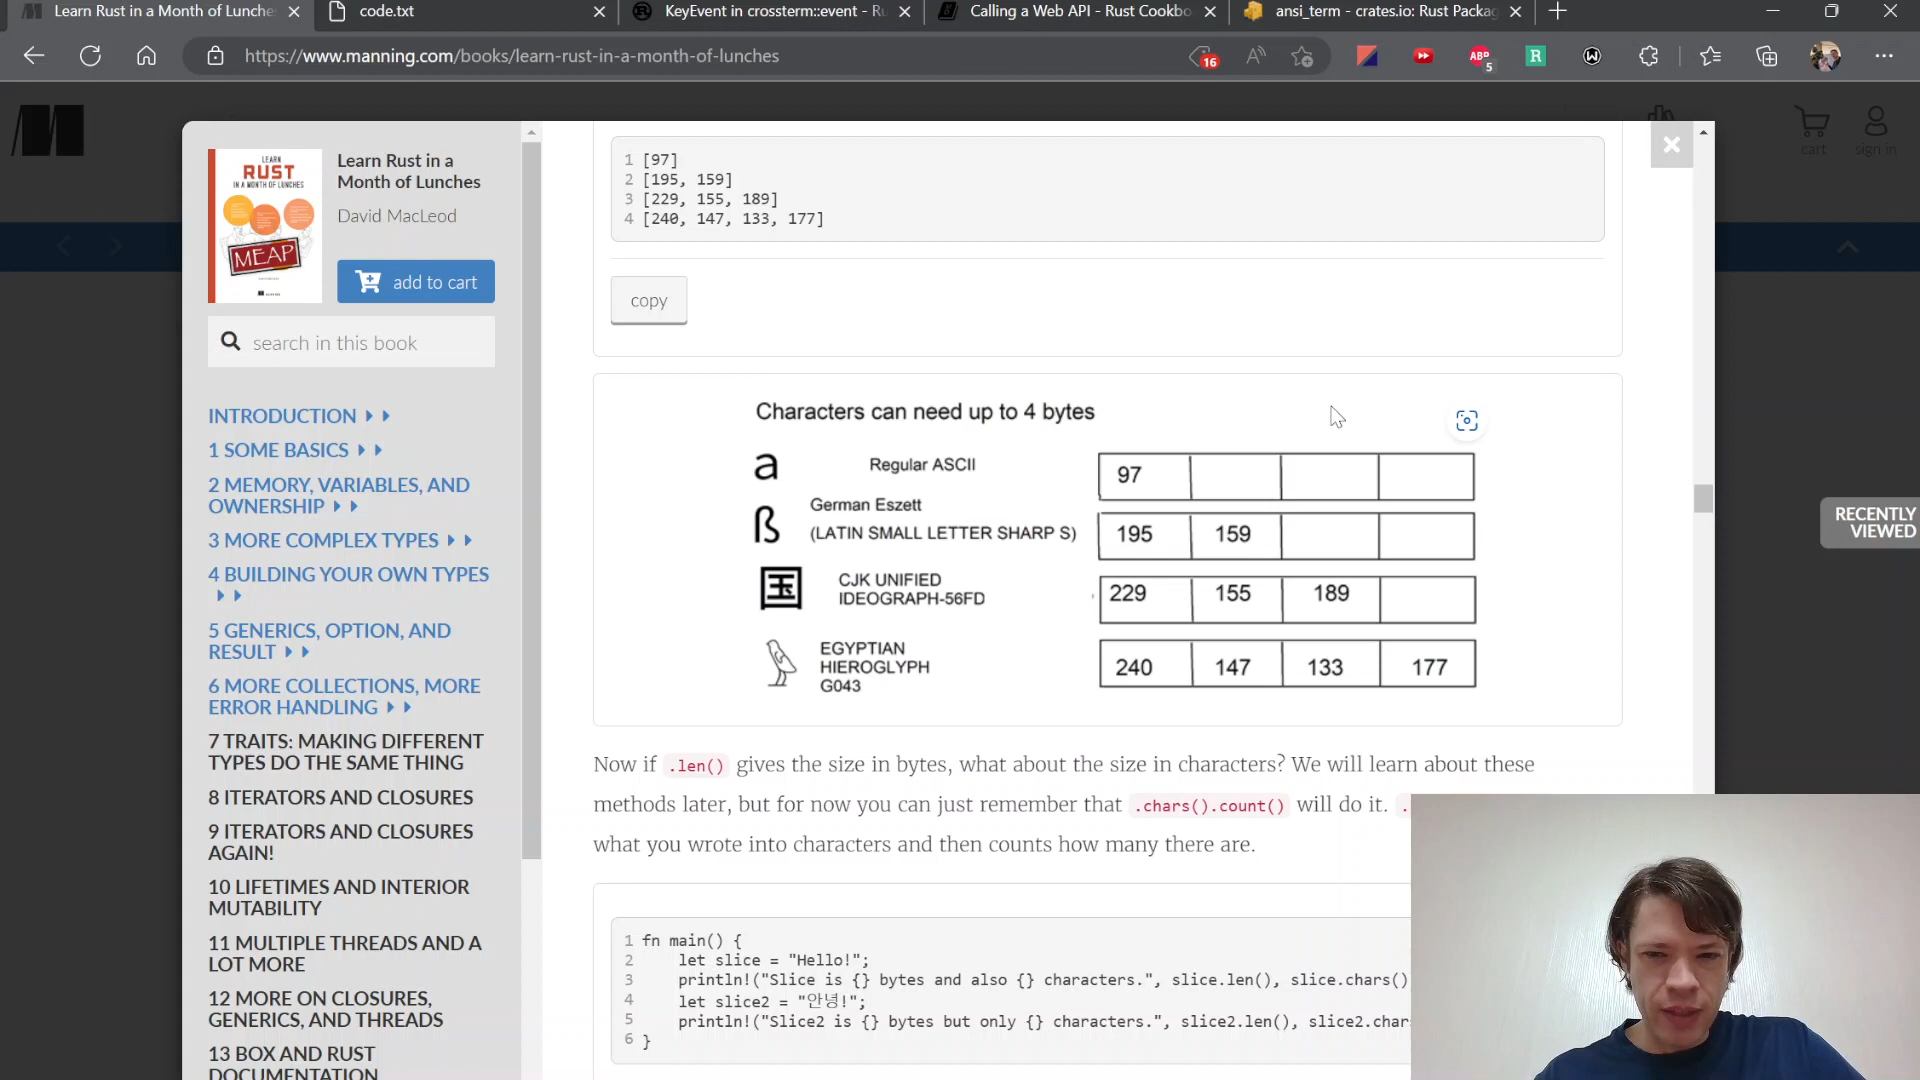 Learn Rust in a Month of Lunche
code.txt
KeyEvent in crossterm::event - Ru
Calling a Web API - Rust Cookbo
ansi_term - crates.io: Rust Packag
https://www.manning.com/books/learn-rust-in-a-month-of-lunches
16
ABP
5
R
cart
sign in
LEARN
RUST
IN A MONTH OF LUNCHES
MEAP
Learn Rust in a
Month of Lunches
David MacLeod
add to cart
search in this book
INTRODUCTION
1 SOME BASICS
2 MEMORY, VARIABLES, AND
OWNERSHIP
3 MORE COMPLEX TYPES
4 BUILDING YOUR OWN TYPES
5 GENERICS, OPTION, AND
RESULT
6 MORE COLLECTIONS, MORE
ERROR HANDLING
7 TRAITS: MAKING DIFFERENT
TYPES DO THE SAME THING
8 ITERATORS AND CLOSURES
9 ITERATORS AND CLOSURES
AGAIN!
10 LIFETIMES AND INTERIOR
MUTABILITY
11 MULTIPLE THREADS AND A
LOT MORE
12 MORE ON CLOSURES,
GENERICS, AND THREADS
13 BOX AND RUST
DOCUMENTATION
1 [97]
2 [195, 159]
3 [229, 155, 189]
4 [240, 147, 133, 177]
copy
Characters can need up to 4 bytes
a Regular ASCII 97
ß German Eszett
(LATIN SMALL LETTER SHARP S) 195 159
国 CJK UNIFIED
IDEOGRAPH-56FD 229 155 189
EGYPTIAN
HIEROGLYPH
G043 240 147 133 177
Now if .len() gives the size in bytes, what about the size in characters? We will learn about these
methods later, but for now you can just remember that .chars().count() will do it. .
what you wrote into characters and then counts how many there are.
1 fn main() {
2 let slice = "Hello!";
3 println!("Slice is {} bytes and also {} characters.", slice.len(), slice.chars()
4 let slice2 = "안녕!";
5 println!("Slice2 is {} bytes but only {} characters.", slice2.len(), slice2.char
6 }
RECENTLY
VIEWED